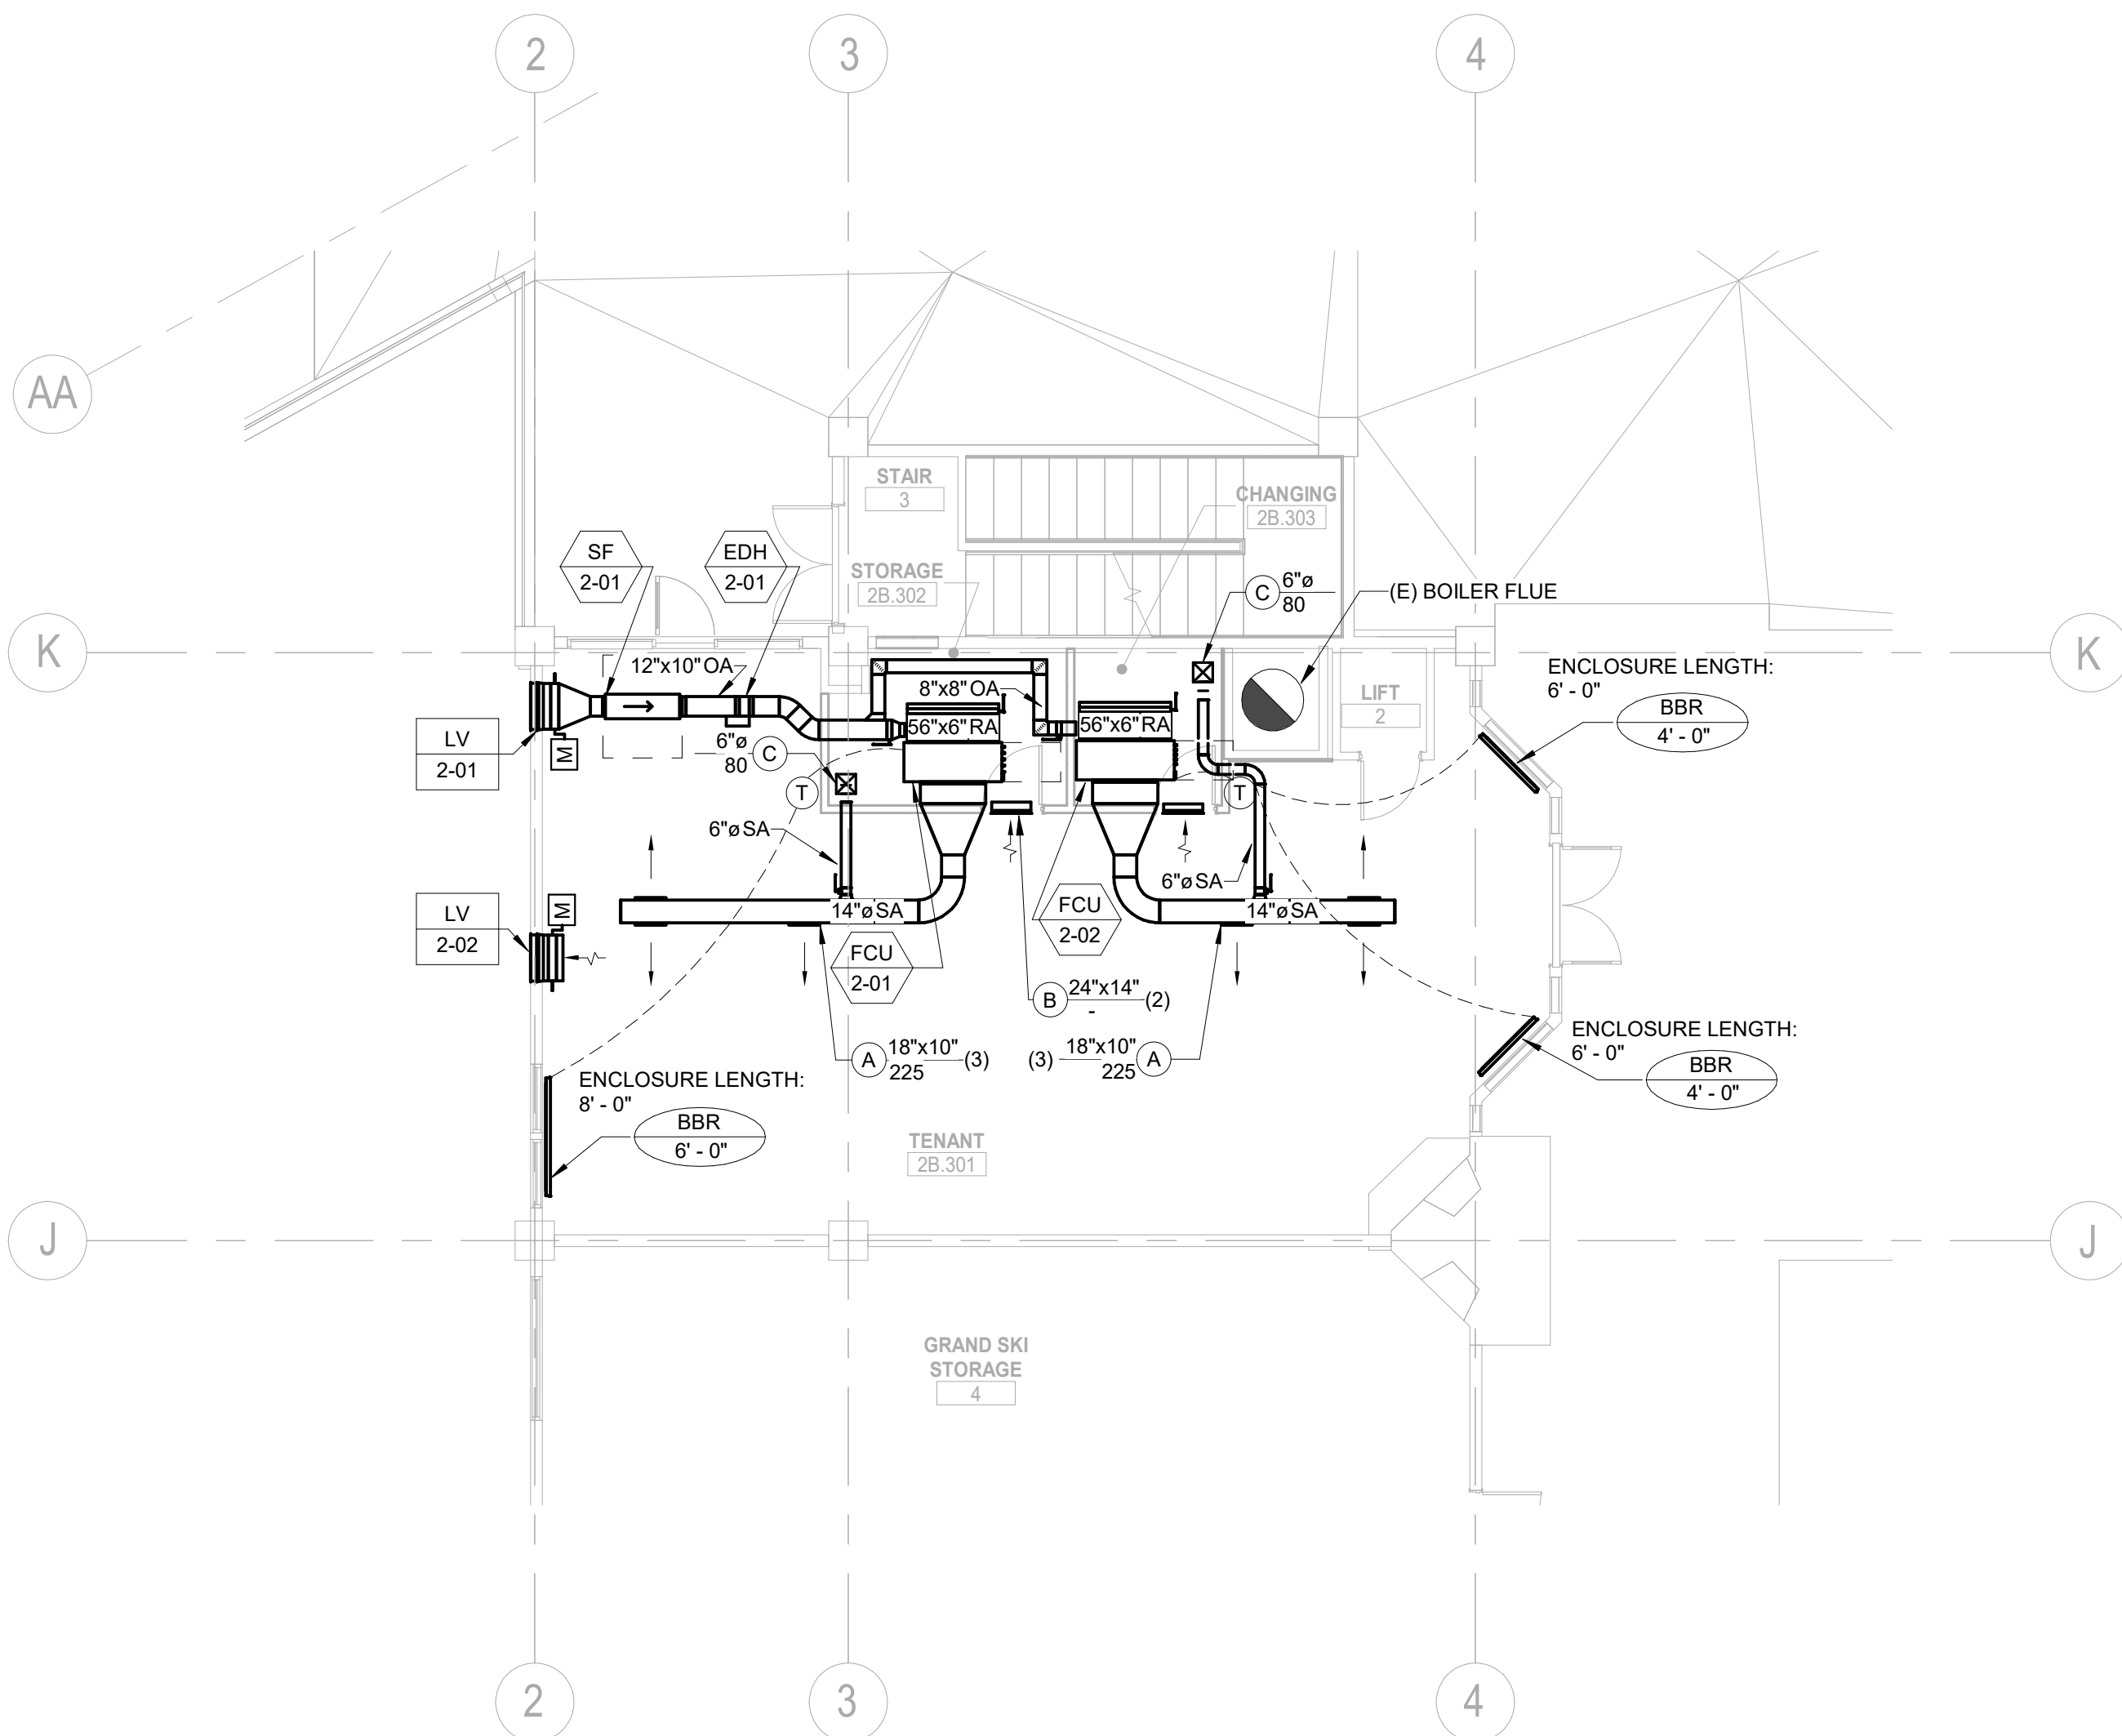 2
3
4
AA
STAIR
3
CHANGING
2B.303
SF
2-01
EDH
2-01
STORAGE
2B.302
C 6"ø
80
(E) BOILER FLUE
K
K
12"x10" OA
8"x8" OA
LIFT
2
ENCLOSURE LENGTH:
6' - 0"
BBR
4' - 0"
56"x6" RA
56"x6" RA
LV
2-01
M
6"ø
80 C
T
T
6"ø SA
6"ø SA
14"ø SA
14"ø SA
LV
2-02
M
FCU
2-02
FCU
2-01
B 24"x14" (2)
-
A 18"x10" (3)
225
(3) 18"x10" A
225
ENCLOSURE LENGTH:
6' - 0"
BBR
4' - 0"
ENCLOSURE LENGTH:
8' - 0"
BBR
6' - 0"
TENANT
2B.301
J
J
GRAND SKI
STORAGE
4
2
3
4